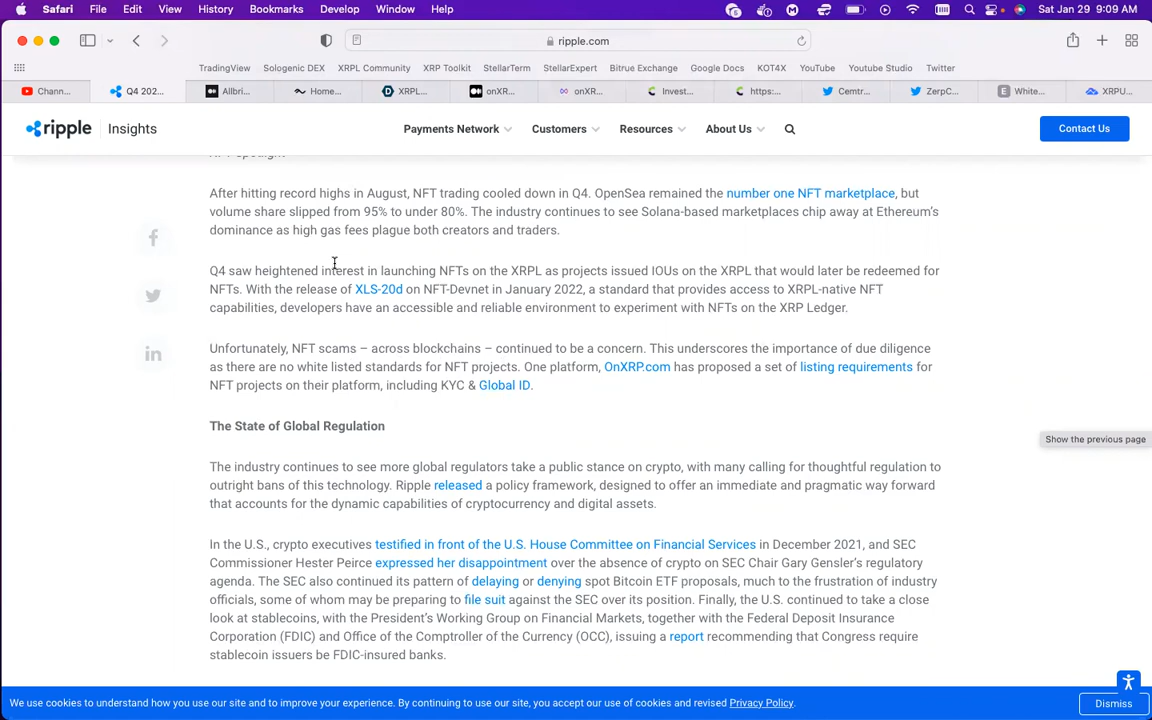 Safari File Edit View History Bookmarks Develop Window Help
Sat Jan 29 9:09 AM
ripple.com
TradingView Sologenic DEX XRPL Community XRP Toolkit StellarTerm StellarExpert Bitrue Exchange Google Docs KOT4X YouTube Youtube Studio Twitter
Chann... Q4 202... Allbri... Home... XRPL... onXR... onXR... Invest... https:... Cemtr... ZerpC... White... XRPU...
ripple Insights
Payments Network Customers Resources About Us
Contact Us
NFT Spotlight
After hitting record highs in August, NFT trading cooled down in Q4. OpenSea remained the number one NFT marketplace, but
volume share slipped from 95% to under 80%. The industry continues to see Solana-based marketplaces chip away at Ethereum's
dominance as high gas fees plague both creators and traders.
Q4 saw heightened interest in launching NFTs on the XRPL as projects issued IOUs on the XRPL that would later be redeemed for
NFTs. With the release of XLS-20d on NFT-Devnet in January 2022, a standard that provides access to XRPL-native NFT
capabilities, developers have an accessible and reliable environment to experiment with NFTs on the XRP Ledger.
Unfortunately, NFT scams – across blockchains – continued to be a concern. This underscores the importance of due diligence
as there are no white listed standards for NFT projects. One platform, OnXRP.com has proposed a set of listing requirements for
NFT projects on their platform, including KYC & Global ID.
Show the previous page
The State of Global Regulation
The industry continues to see more global regulators take a public stance on crypto, with many calling for thoughtful regulation to
outright bans of this technology. Ripple released a policy framework, designed to offer an immediate and pragmatic way forward
that accounts for the dynamic capabilities of cryptocurrency and digital assets.
In the U.S., crypto executives testified in front of the U.S. House Committee on Financial Services in December 2021, and SEC
Commissioner Hester Peirce expressed her disappointment over the absence of crypto on SEC Chair Gary Gensler's regulatory
agenda. The SEC also continued its pattern of delaying or denying spot Bitcoin ETF proposals, much to the frustration of industry
officials, some of whom may be preparing to file suit against the SEC over its position. Finally, the U.S. continued to take a close
look at stablecoins, with the President's Working Group on Financial Markets, together with the Federal Deposit Insurance
Corporation (FDIC) and Office of the Comptroller of the Currency (OCC), issuing a report recommending that Congress require
stablecoin issuers be FDIC-insured banks.
We use cookies to understand how you use our site and to improve your experience. By continuing to use our site, you accept our use of cookies and revised Privacy Policy.
Dismiss